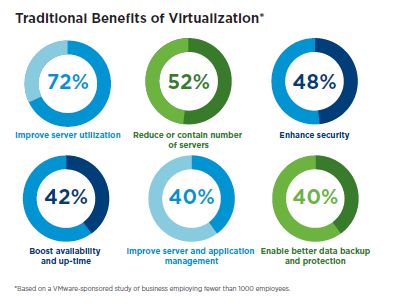 Traditional Benefits of Virtualization*
72%
52%
48%
Improve server utilization
Reduce or contain number
of servers
Enhance security
42%
40%
40%
Boost availability
and up-time
Improve server and application
management
Enable better data backup
and protection
*Based on a VMware-sponsored study of business employing fewer than 1000 employees.